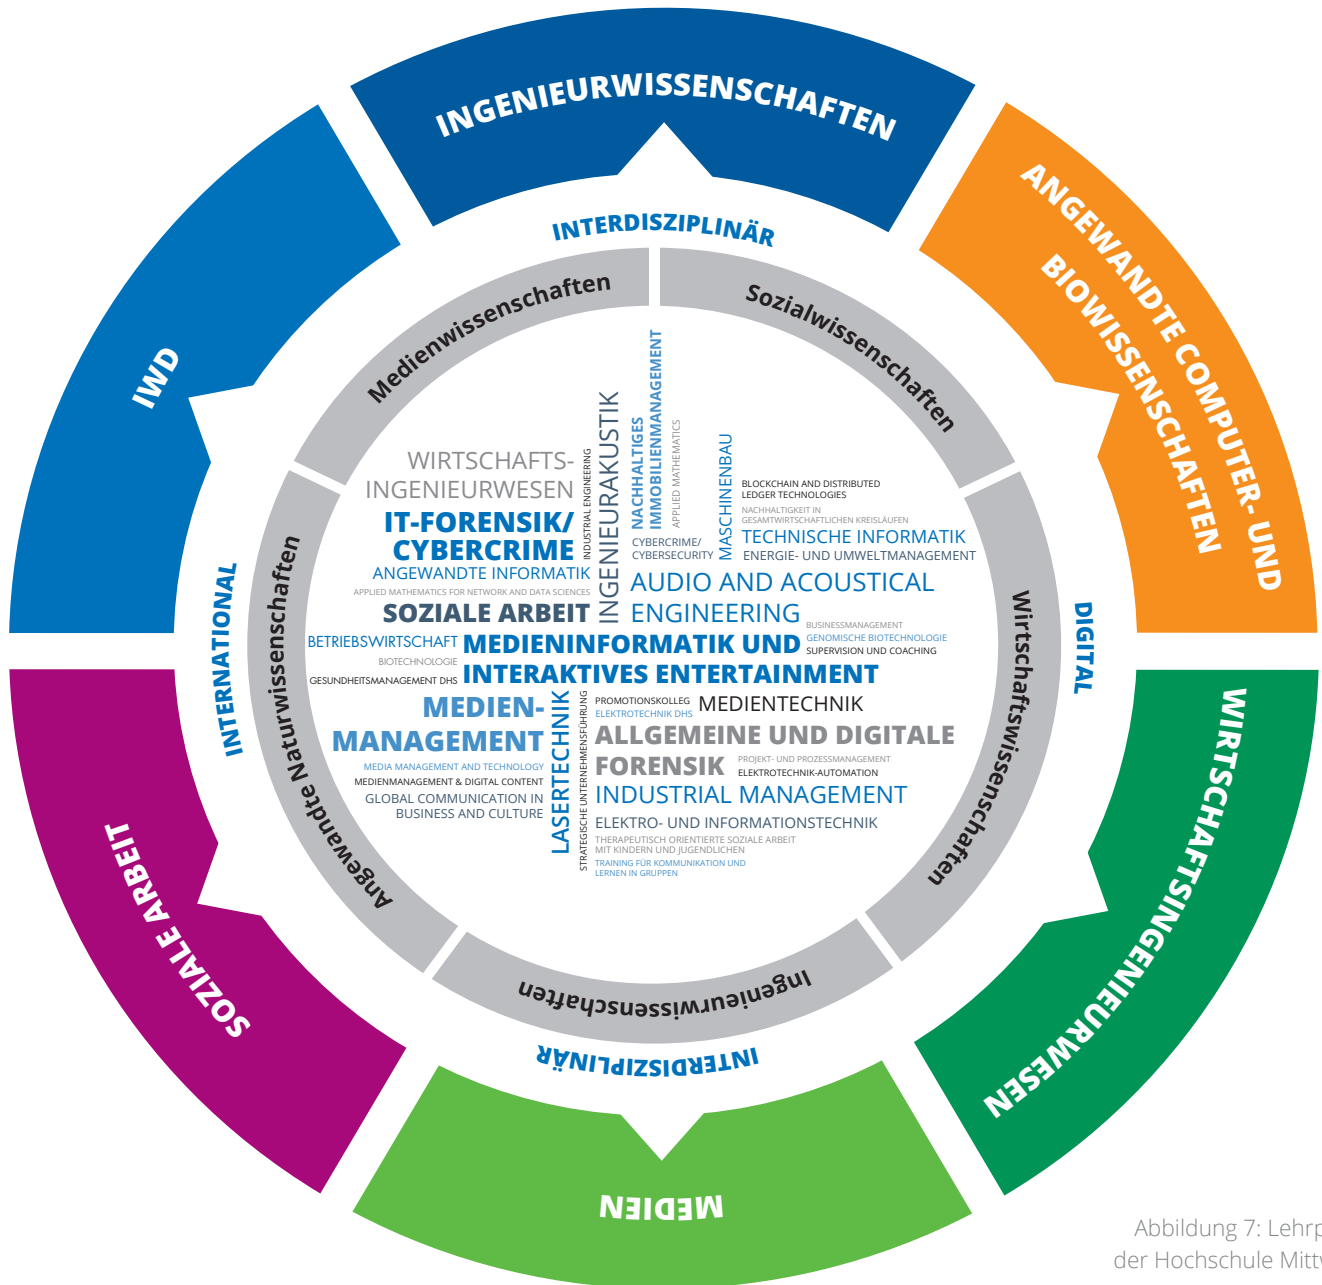 INGENIEURWISSENSCHAFTEN
ANGEWANDTE COMPUTER- UND
BIOWISSENSCHAFTEN
WIRTSCHAFTSINGENIEURWESEN
MEDIEN
SOZIALE ARBEIT
IWD
INTERDISZIPLINÄR
DIGITAL
INTERDISZIPLINÄR
INTERNATIONAL
Medienwissenschaften
Sozialwissenschaften
Wirtschaftswissenschaften
Ingenieurwissenschaften
Angewandte Naturwissenschaften
WIRTSCHAFTS-
INGENIEURWESEN
IT-FORENSIK/
CYBERCRIME
ANGEWANDTE INFORMATIK
APPLIED MATHEMATICS FOR NETWORK AND DATA SCIENCES
SOZIALE ARBEIT
INDUSTRIAL ENGINEERING
INGENIEURAKUSTIK
NACHHALTIGES
IMMOBILIENMANAGEMENT
APPLIED MATHEMATICS
CYBERCRIME/
CYBERSECURITY
MASCHINENBAU
BLOCKCHAIN AND DISTRIBUTED
LEDGER TECHNOLOGIES
NACHHALTIGKEIT IN
GESAMTWIRTSCHAFTLICHEN KREISLÄUFEN
TECHNISCHE INFORMATIK
ENERGIE- UND UMWELTMANAGEMENT
AUDIO AND ACOUSTICAL
ENGINEERING
BETRIEBSWIRTSCHAFT
BIOTECHNOLOGIE
GESUNDHEITSMANAGEMENT DHS
MEDIENINFORMATIK UND
INTERAKTIVES ENTERTAINMENT
BUSINESSMANAGEMENT
GENOMISCHE BIOTECHNOLOGIE
SUPERVISION UND COACHING
MEDIEN-
MANAGEMENT
MEDIA MANAGEMENT AND TECHNOLOGY
MEDIENMANAGEMENT & DIGITAL CONTENT
GLOBAL COMMUNICATION IN
BUSINESS AND CULTURE
LASERTECHNIK
STRATEGISCHE UNTERNEHMENSFÜHRUNG
PROMOTIONSKOLLEG
ELEKTROTECHNIK DHS
MEDIENTECHNIK
ALLGEMEINE UND DIGITALE
FORENSIK
PROJEKT- UND PROZESSMANAGEMENT
ELEKTROTECHNIK-AUTOMATION
INDUSTRIAL MANAGEMENT
ELEKTRO- UND INFORMATIONSTECHNIK
THERAPEUTISCH ORIENTIERTE SOZIALE ARBEIT
MIT KINDERN UND JUGENDLICHEN
TRAINING FÜR KOMMUNIKATION UND
LERNEN IN GRUPPEN
Abbildung 7:
der Hochschule